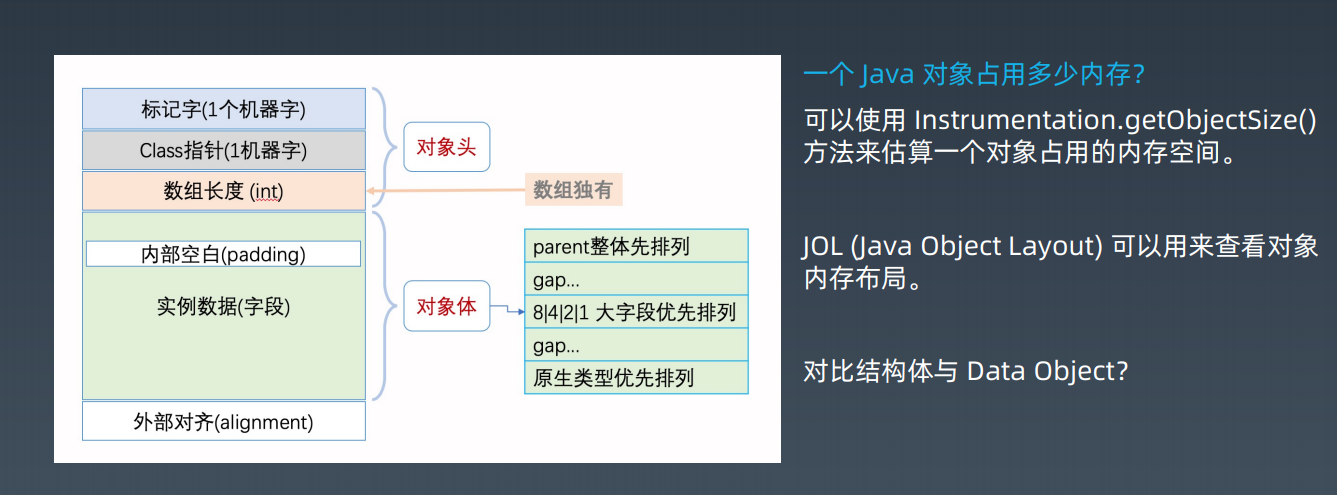 标记字(1个机器字)
Class指针(1机器字)
数组长度 (int)
对象头
数组独有
内部空白(padding)
实例数据(字段)
对象体
parent整体先排列
gap...
8|4|2|1 大字段优先排列
gap...
原生类型优先排列
外部对齐(alignment)
一个 Java 对象占用多少内存?
可以使用 Instrumentation.getObjectSize()
方法来估算一个对象占用的内存空间。
JOL (Java Object Layout) 可以用来查看对象
内存布局。
对比结构体与 Data Object?